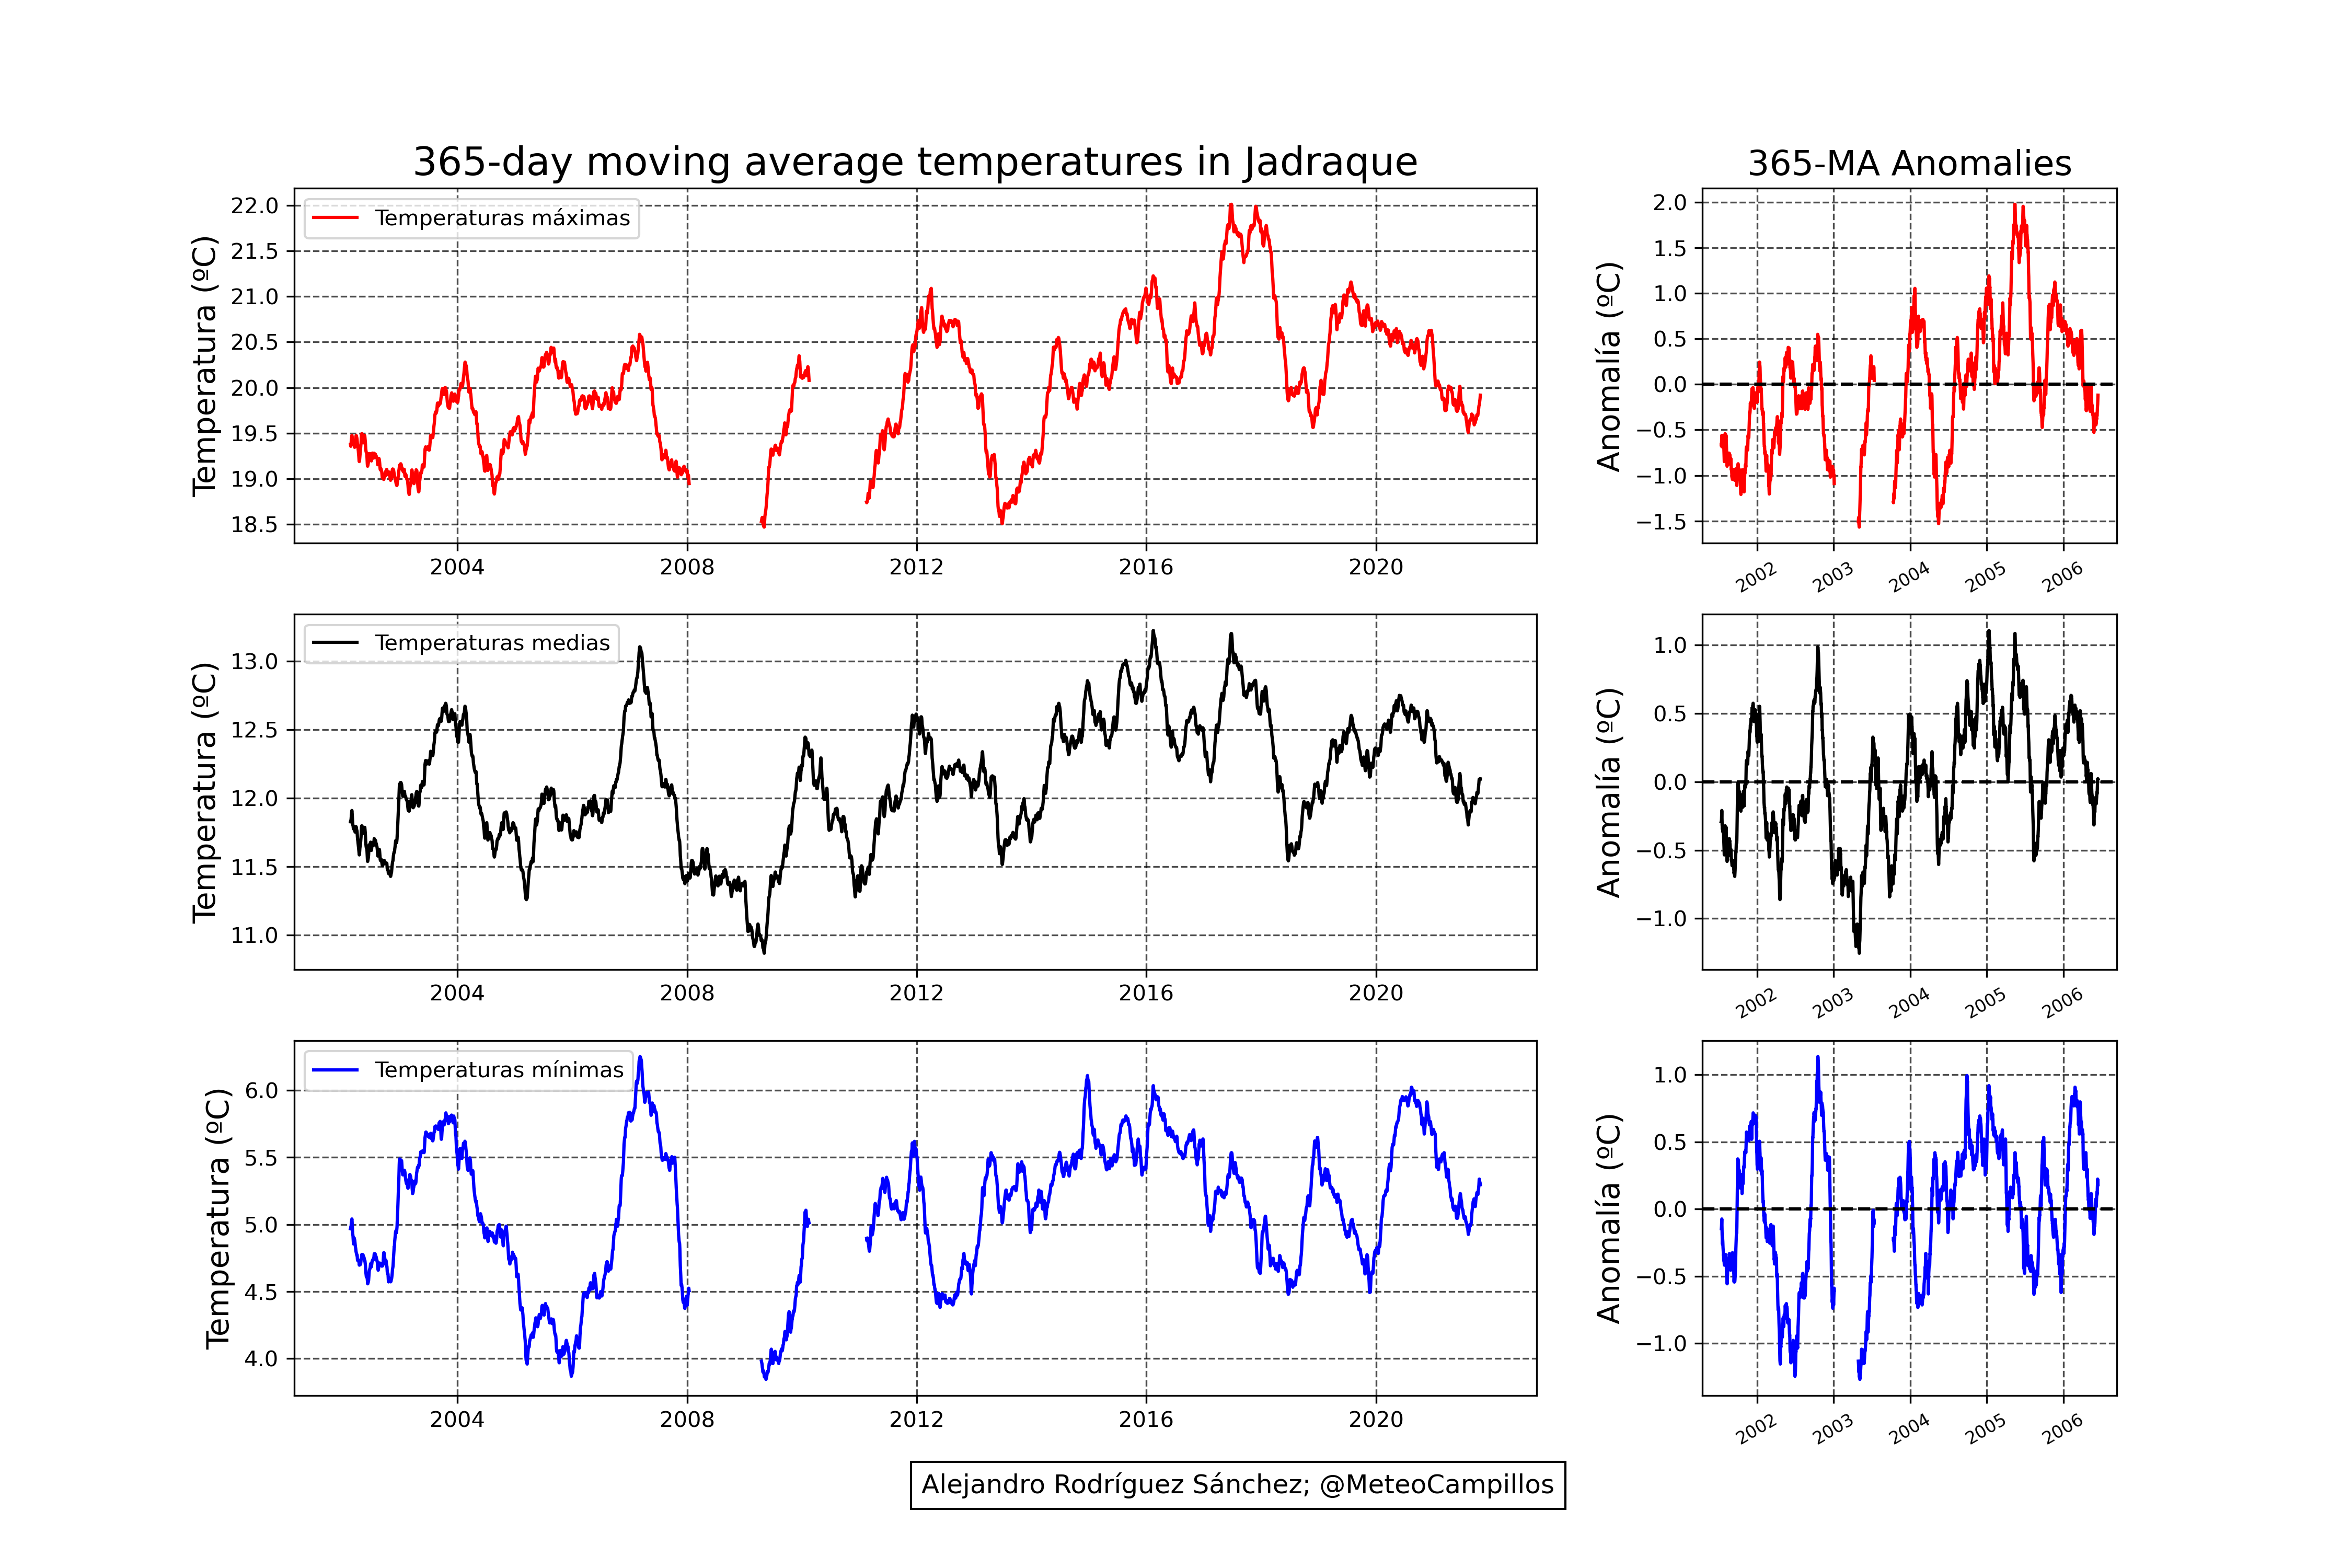 365-day moving average temperatures in Jadraque
365-MA Anomalies
Temperatura (ºC)
22.0
21.5
21.0
20.5
20.0
19.5
19.0
18.5
Temperaturas máximas
2004 2008 2012 2016 2020
Anomalía (ºC)
2.0
1.5
1.0
0.5
0.0
−0.5
−1.0
−1.5
2002 2003 2004 2005 2006
Temperatura (ºC)
13.0
12.5
12.0
11.5
11.0
Temperaturas medias
2004 2008 2012 2016 2020
Anomalía (ºC)
1.0
0.5
0.0
−0.5
−1.0
2002 2003 2004 2005 2006
Temperatura (ºC)
6.0
5.5
5.0
4.5
4.0
Temperaturas mínimas
2004 2008 2012 2016 2020
Anomalía (ºC)
1.0
0.5
0.0
−0.5
−1.0
2002 2003 2004 2005 2006
Alejandro Rodríguez Sánchez; @MeteoCampillos